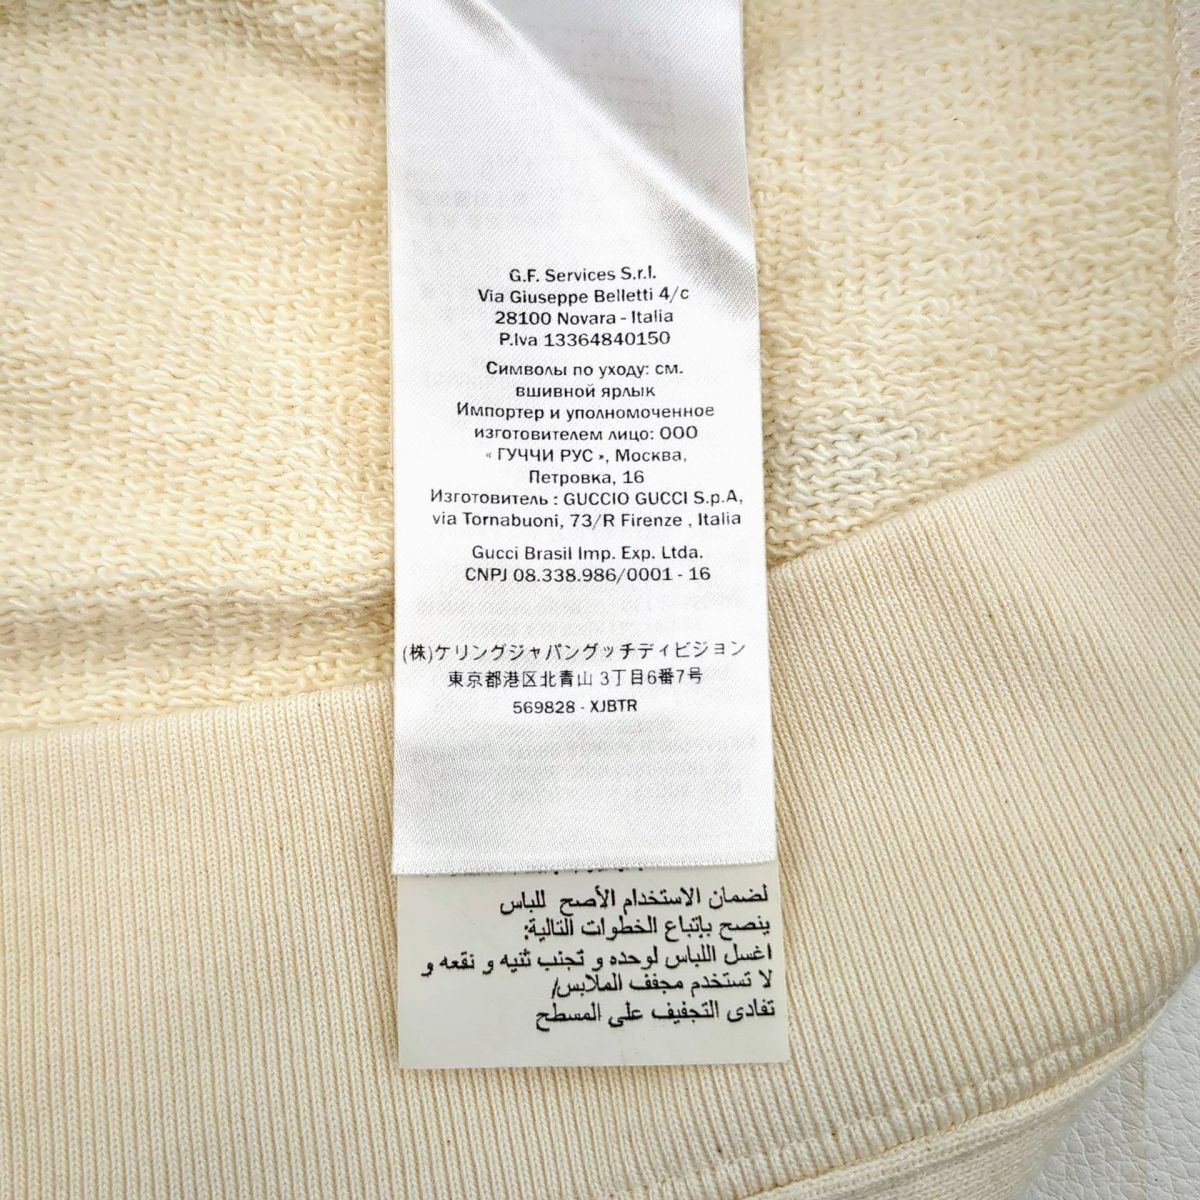 G.F. Services S.r.l.
Via Giuseppe Belletti 4/c
28100 Novara - Italia
P.Iva 13364840150
Символы по уходу: см.
вшивной ярлык
Импортер и уполномоченное
изготовителем лицо: ООО
« ГУЧЧИ РУС », Москва,
Петровка, 16
Изготовитель : GUCCIO GUCCI S.p.A,
via Tornabuoni, 73/R Firenze , Italia
Gucci Brasil Imp. Exp. Ltda.
CNPJ 08.338.986/0001 - 16
(株)ケリングジャパングッチディビジョン
東京都港区北青山 3丁目6番7号
569828 - XJBTR
لضمان الاستخدام الأصح للباس
ينصح بإتباع الخطوات التالية:
اغسل اللباس لوحده و تجنب ثنيه و نقعه و
لا تستخدم مجفف الملابس/
تفادى التجفيف على المسطح